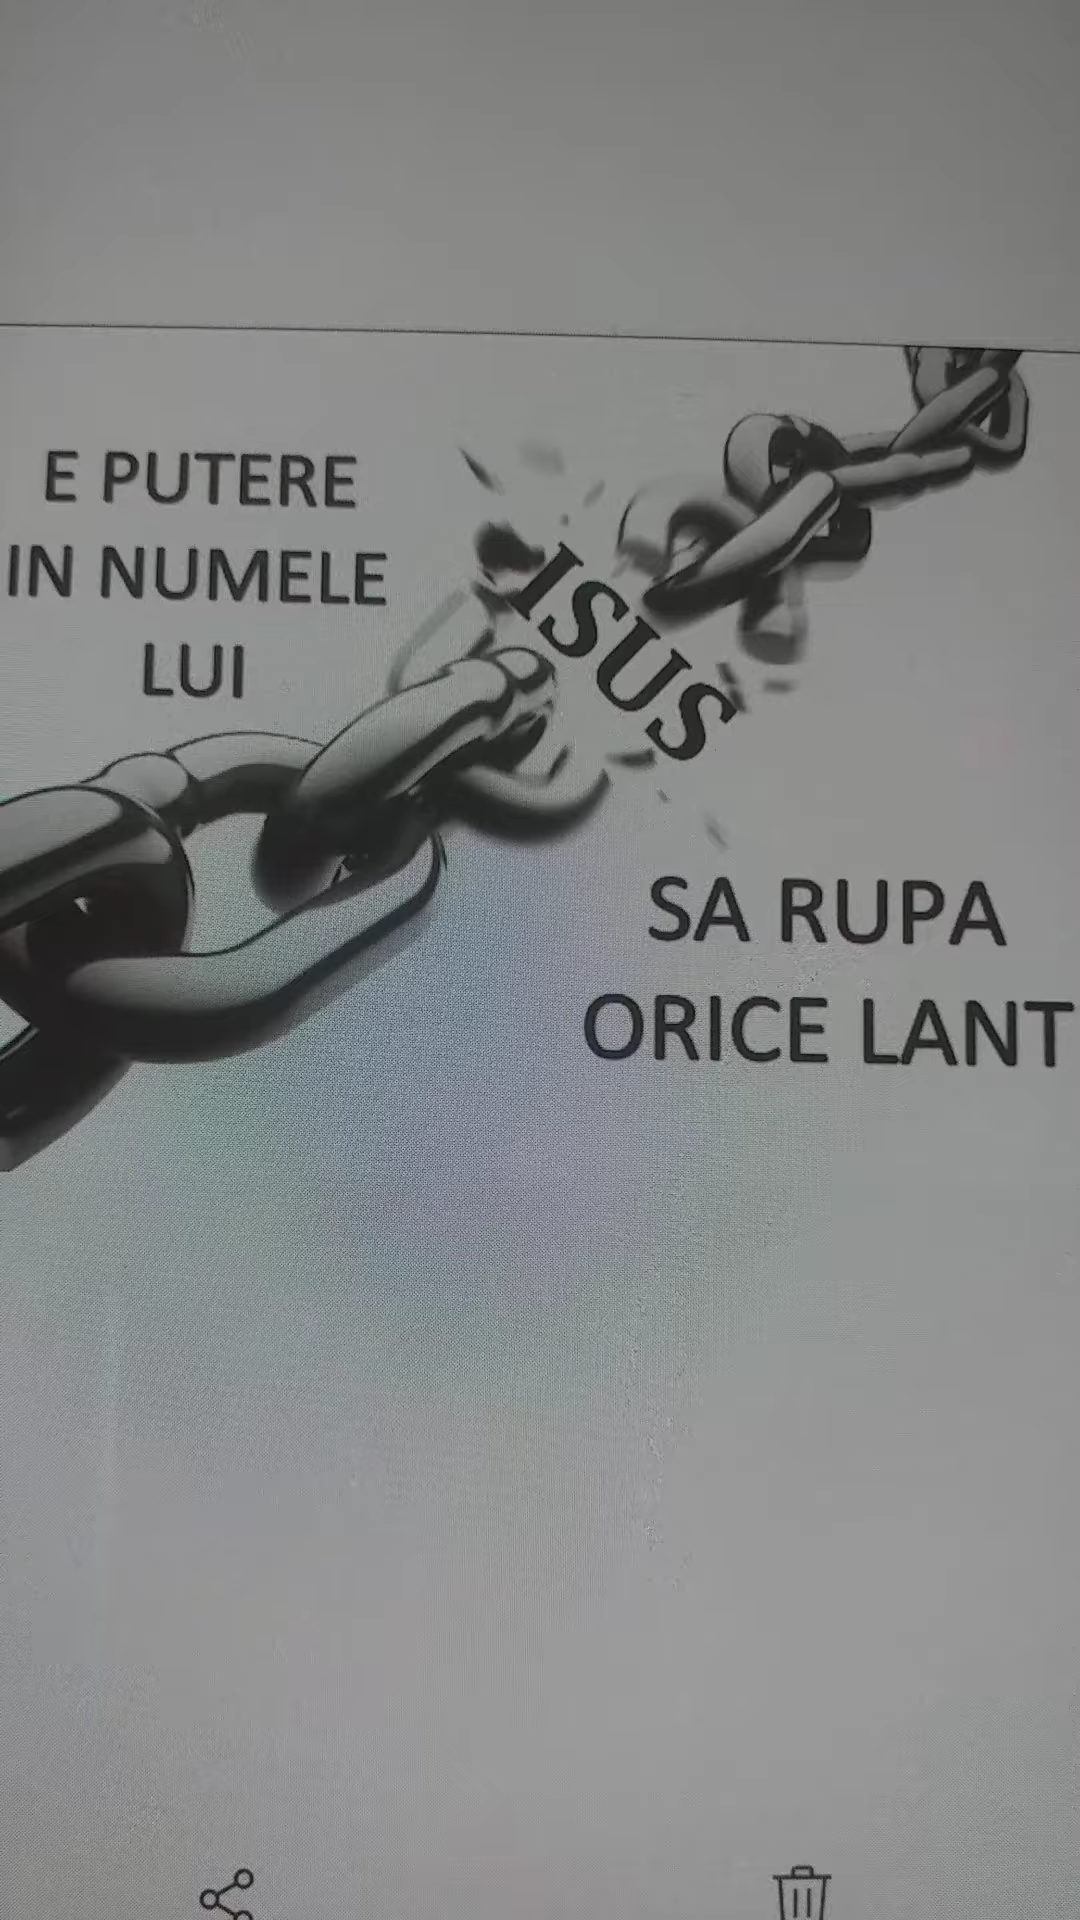 E PUTERE
IN NUMELE
LUI
ISUS
SA RUPA
ORICE LANT